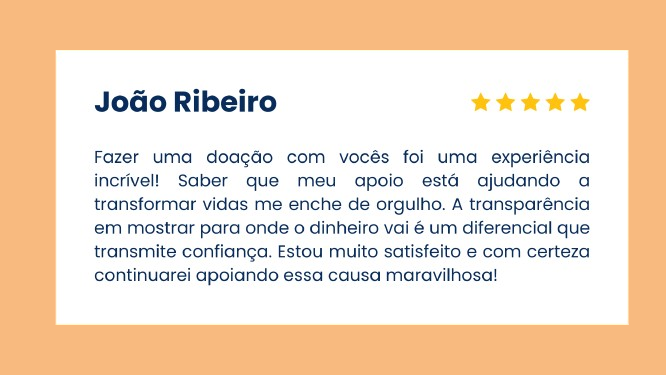 João Ribeiro
Fazer uma doação com vocês foi uma experiência
incrível! Saber que meu apoio está ajudando a
transformar vidas me enche de orgulho. A transparência
em mostrar para onde o dinheiro vai é um diferencial que
transmite confiança. Estou muito satisfeito e com certeza
continuarei apoiando essa causa maravilhosa!